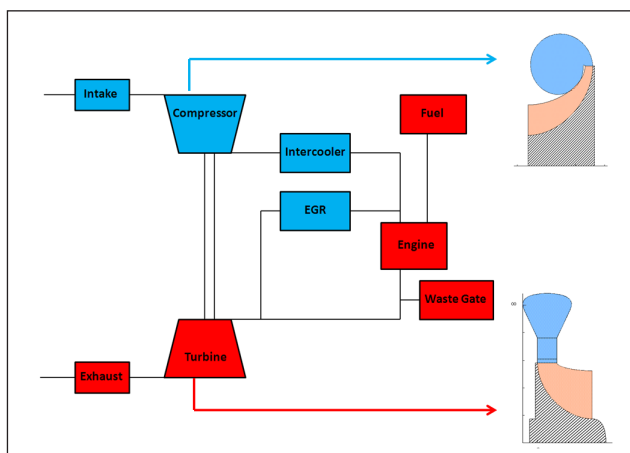 Intake
Compressor
Fuel
Intercooler
EGR
Engine
Waste Gate
Turbine
Exhaust